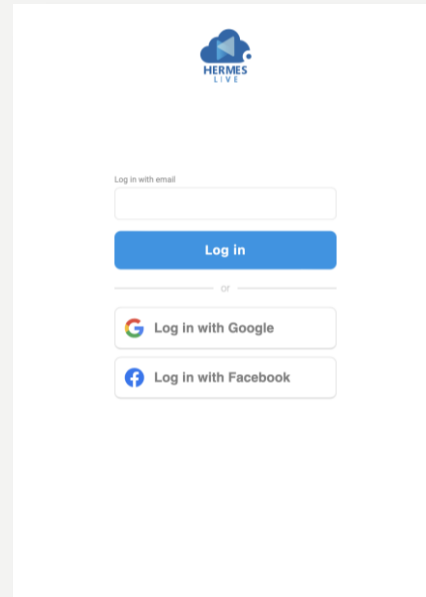 HERMES
LIVE
Log in with email
Log in
or
Log in with Google
Log in with Facebook